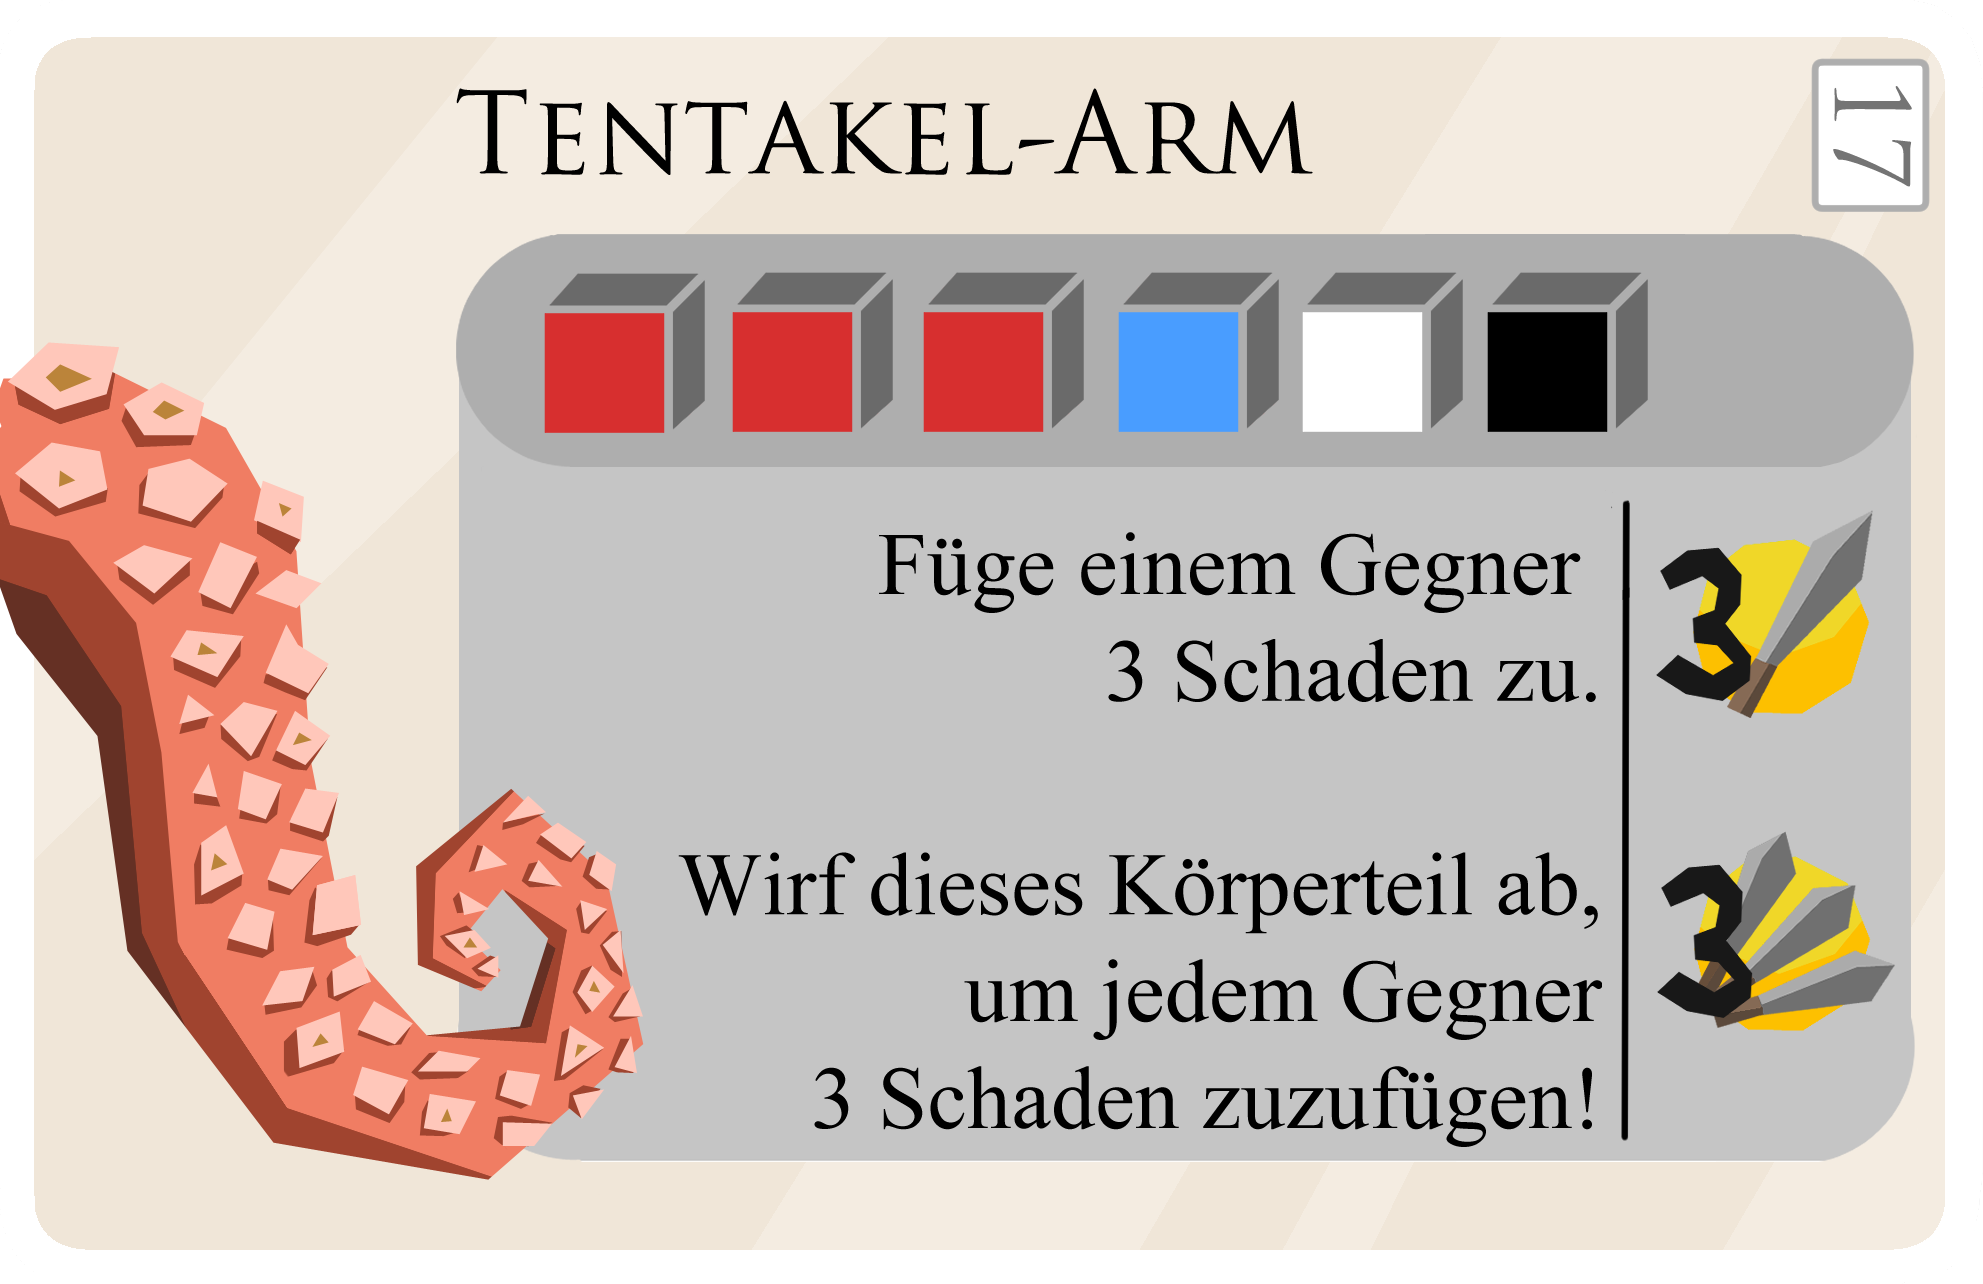 TENTAKEL-ARM
17
Füge einem Gegner
3 Schaden zu.
3
Wirf dieses Körperteil ab,
um jedem Gegner
3 Schaden zuzufügen!
3